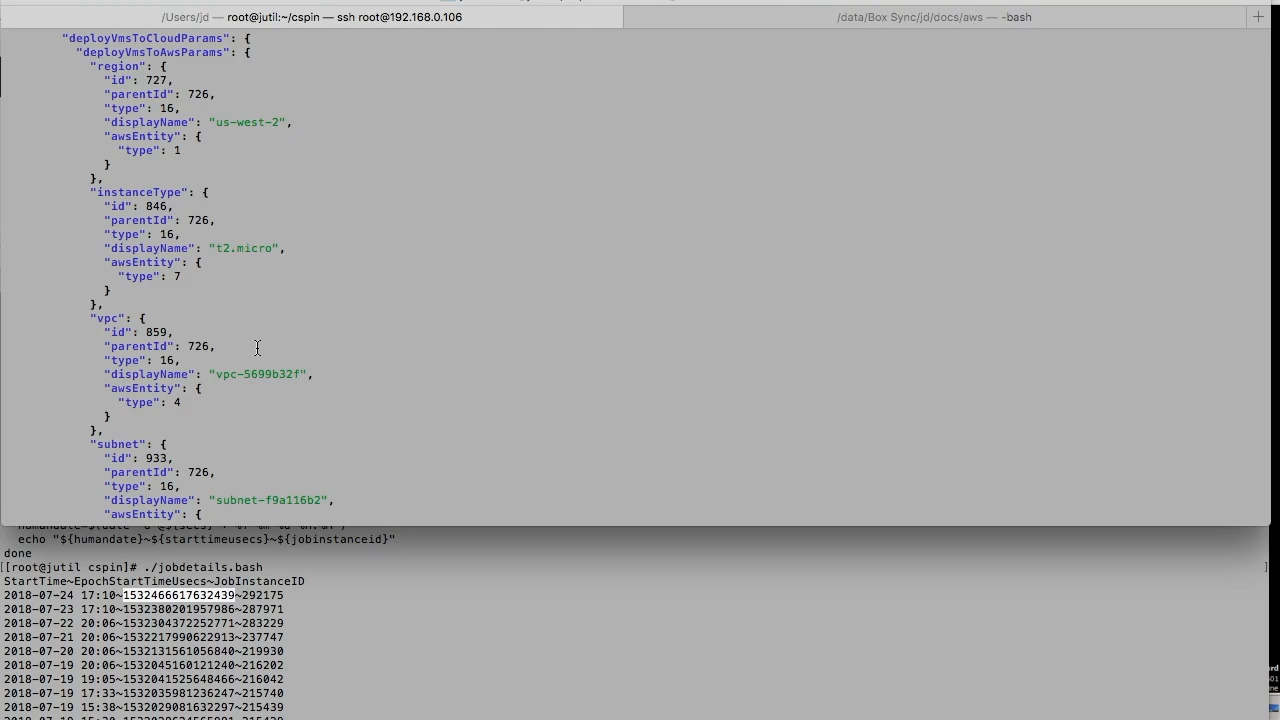 /Users/jd — root@jutil:~/cspin — ssh root@192.168.0.106
/data/Box Sync/jd/docs/aws — -bash
"deployVmsToCloudParams": {
"deployVmsToAwsParams": {
"region": {
"id": 727,
"parentId": 726,
"type": 16,
"displayName": "us-west-2",
"awsEntity": {
"type": 1
}
},
"instanceType": {
"id": 846,
"parentId": 726,
"type": 16,
"displayName": "t2.micro",
"awsEntity": {
"type": 7
}
},
"vpc": {
"id": 859,
"parentId": 726,
"type": 16,
"displayName": "vpc-5699b32f",
"awsEntity": {
"type": 4
}
},
"subnet": {
"id": 933,
"parentId": 726,
"type": 16,
"displayName": "subnet-f9a116b2",
"awsEntity": {
echo "${humandate}~${starttimeusecs}~${jobinstanceid}"
done
[[root@jutil cspin]# ./jobdetails.bash ]
StartTime~EpochStartTimeUsecs~JobInstanceID
2018-07-24 17:10~1532466617632439~292175
2018-07-23 17:10~1532380201957986~287971
2018-07-22 20:06~1532304372252771~283229
2018-07-21 20:06~1532217990622913~237747
2018-07-20 20:06~1532131561056840~219930
2018-07-19 20:06~1532045160121240~216202
2018-07-19 19:05~1532041525648466~216042
2018-07-19 17:33~1532035981236247~215740
2018-07-19 15:38~1532029081632297~215439